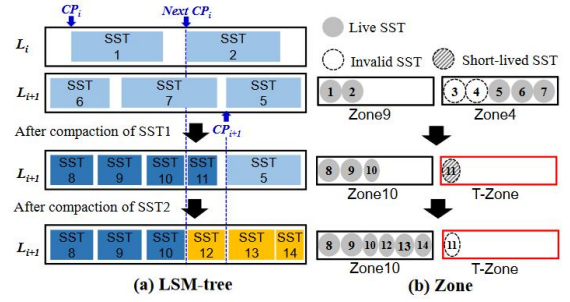 CPi
Next CPi
Li
SST 1
SST 2
Li+1
SST 6
SST 7
SST 5
After compaction of SST1
CPi+1
Li+1
SST 8
SST 9
SST 10
SST 11
SST 5
After compaction of SST2
Li+1
SST 8
SST 9
SST 10
SST 12
SST 13
SST 14
(a) LSM-tree
Live SST
Invalid SST
Short-lived SST
1 2
3 4 5 6 7
Zone9
Zone4
8 9 10
11
Zone10
T-Zone
8 9 10 12 13 14
11
Zone10
T-Zone
(b) Zone